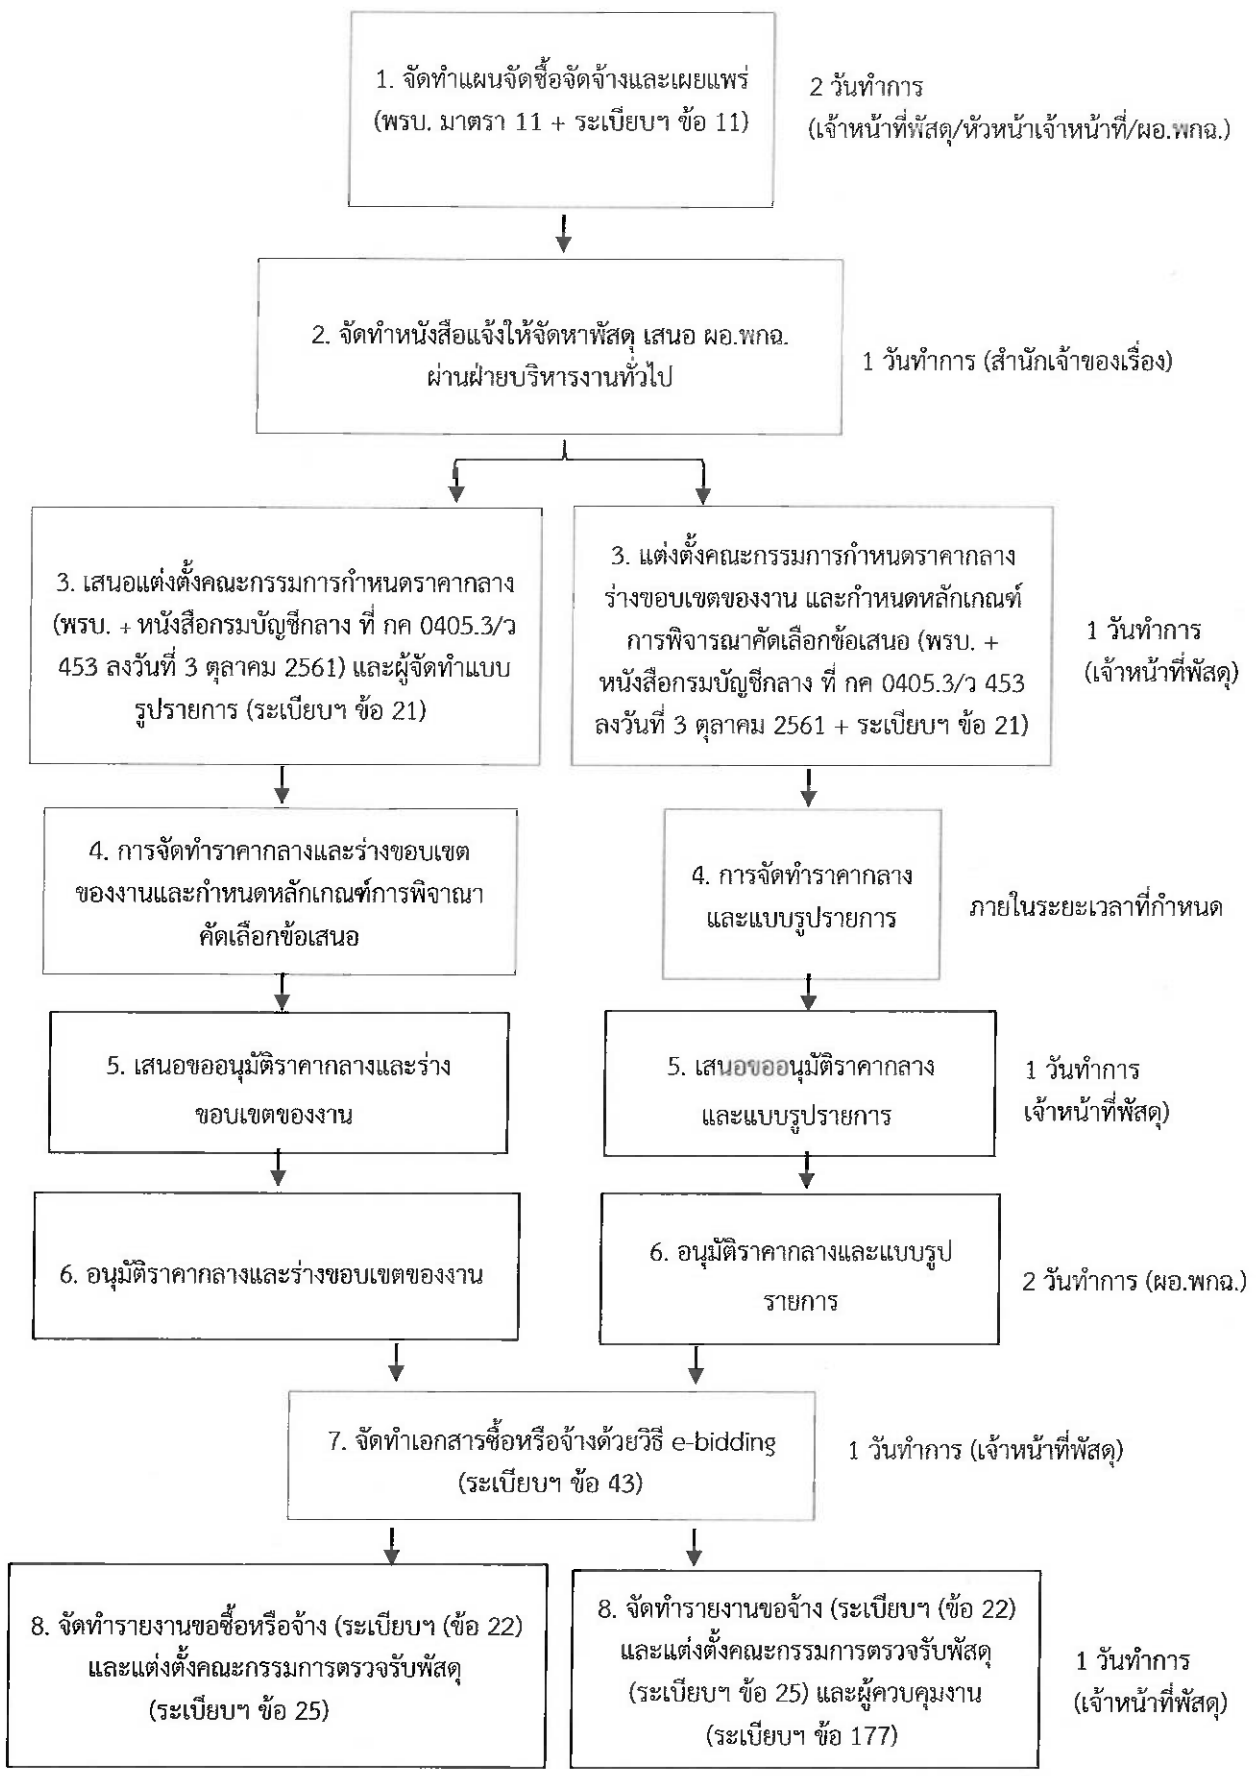 1. จัดทำแผนจัดซื้อจัดจ้างและเผยแพร่
(พรบ. มาตรา 11 + ระเบียบฯ ข้อ 11)
2 วันทำการ
(เจ้าหน้าที่พัสดุ/หัวหน้าเจ้าหน้าที่/ผอ.พกฉ.)
2. จัดทำหนังสือแจ้งให้จัดหาพัสดุ เสนอ ผอ.พกฉ.
ผ่านฝ่ายบริหารงานทั่วไป
1 วันทำการ (สำนักเจ้าของเรื่อง)
3. เสนอแต่งตั้งคณะกรรมการกำหนดราคากลาง
(พรบ. + หนังสือกรมบัญชีกลาง ที่ กค 0405.3/ว
453 ลงวันที่ 3 ตุลาคม 2561) และผู้จัดทำแบบ
รูปรายการ (ระเบียบฯ ข้อ 21)
3. แต่งตั้งคณะกรรมการกำหนดราคากลาง
ร่างขอบเขตของงาน และกำหนดหลักเกณฑ์
การพิจารณาคัดเลือกข้อเสนอ (พรบ. +
หนังสือกรมบัญชีกลาง ที่ กค 0405.3/ว 453
ลงวันที่ 3 ตุลาคม 2561 + ระเบียบฯ ข้อ 21)
1 วันทำการ
(เจ้าหน้าที่พัสดุ)
4. การจัดทำราคากลางและร่างขอบเขต
ของงานและกำหนดหลักเกณฑ์การพิจาณา
คัดเลือกข้อเสนอ
4. การจัดทำราคากลาง
และแบบรูปรายการ
ภายในระยะเวลาที่กำหนด
5. เสนอขออนุมัติราคากลางและร่าง
ขอบเขตของงาน
5. เสนอขออนุมัติราคากลาง
และแบบรูปรายการ
1 วันทำการ
เจ้าหน้าที่พัสดุ)
6. อนุมัติราคากลางและร่างขอบเขตของงาน
6. อนุมัติราคากลางและแบบรูป
รายการ
2 วันทำการ (ผอ.พกฉ.)
7. จัดทำเอกสารซื้อหรือจ้างด้วยวิธี e-bidding
(ระเบียบฯ ข้อ 43)
1 วันทำการ (เจ้าหน้าที่พัสดุ)
8. จัดทำรายงานขอซื้อหรือจ้าง (ระเบียบฯ (ข้อ 22)
และแต่งตั้งคณะกรรมการตรวจรับพัสดุ
(ระเบียบฯ ข้อ 25)
8. จัดทำรายงานขอจ้าง (ระเบียบฯ (ข้อ 22)
และแต่งตั้งคณะกรรมการตรวจรับพัสดุ
(ระเบียบฯ ข้อ 25) และผู้ควบคุมงาน
(ระเบียบฯ ข้อ 177)
1 วันทำการ
(เจ้าหน้าที่พัสดุ)